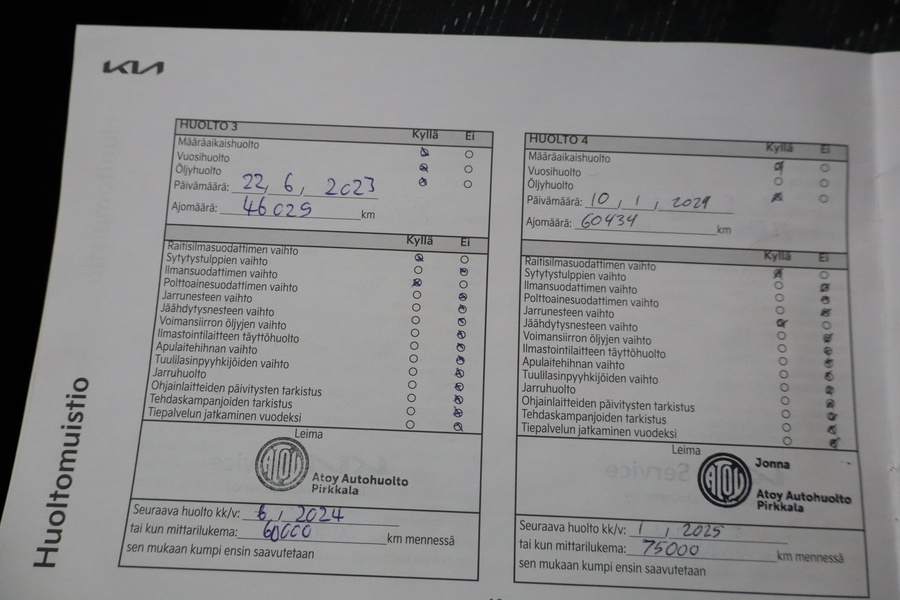 KIA
Huoltomuistio
HUOLTO 3 Kyllä Ei
Määräaikaishuolto
Vuosihuolto
Öljyhuolto
Päivämäärä: 22, 6, 2023
Ajomäärä: 46025 km
Kyllä Ei
Raitisilmasuodattimen vaihto
Sytytystulppien vaihto
Ilmansuodattimen vaihto
Polttoainesuodattimen vaihto
Jarrunesteen vaihto
Jäähdytysnesteen vaihto
Voimansiirron öljyjen vaihto
Ilmastointilaitteen täyttöhuolto
Apulaitehihnan vaihto
Tuulilasinpyyhkijöiden vaihto
Jarruhuolto
Ohjainlaitteiden päivitysten tarkistus
Tehdaskampanjoiden tarkistus
Tiepalvelun jatkaminen vuodeksi
Leima
ATOY
Atoy Autohuolto
Pirkkala
Seuraava huolto kk/v: 6, 2024
tai kun mittarilukema: 60000 km mennessä
sen mukaan kumpi ensin saavutetaan
HUOLTO 4 Kyllä Ei
Määräaikaishuolto
Vuosihuolto
Öljyhuolto
Päivämäärä: 10, 1, 2024
Ajomäärä: 60434 km
Kyllä Ei
Raitisilmasuodattimen vaihto
Sytytystulppien vaihto
Ilmansuodattimen vaihto
Polttoainesuodattimen vaihto
Jarrunesteen vaihto
Jäähdytysnesteen vaihto
Voimansiirron öljyjen vaihto
Ilmastointilaitteen täyttöhuolto
Apulaitehihnan vaihto
Tuulilasinpyyhkijöiden vaihto
Jarruhuolto
Ohjainlaitteiden päivitysten tarkistus
Tehdaskampanjoiden tarkistus
Tiepalvelun jatkaminen vuodeksi
Leima
ATOY
Jonna
Atoy Autohuolto
Pirkkala
Seuraava huolto kk/v: 1, 2025
tai kun mittarilukema: 75000 km mennessä
sen mukaan kumpi ensin saavutetaan